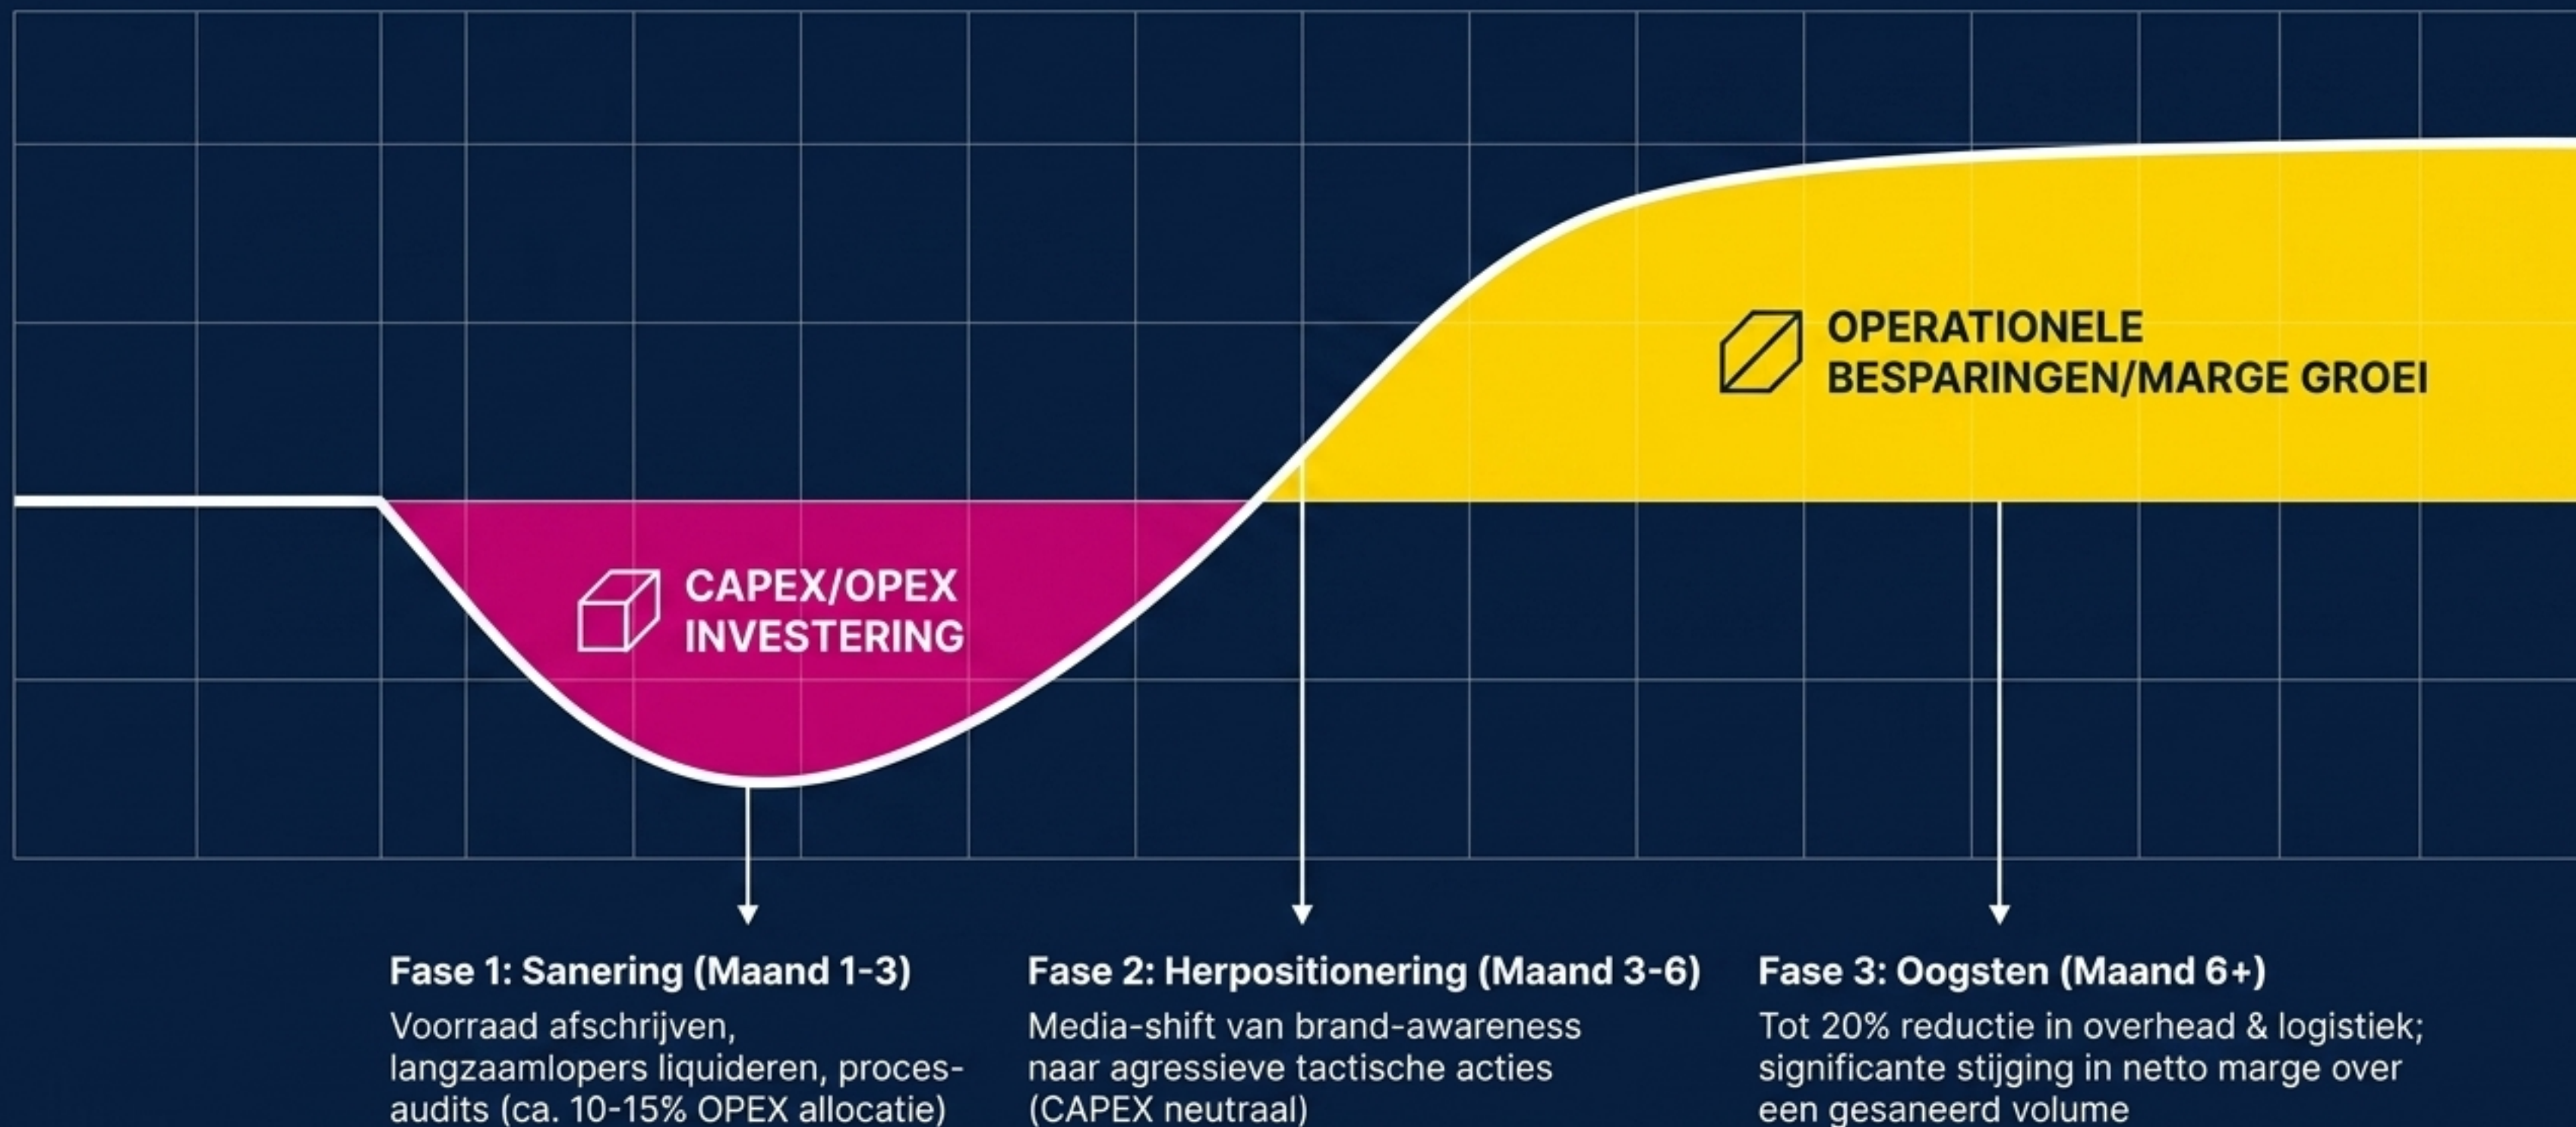 OPERATIONELE
BESPARINGEN/MARGE GROEI
CAPEX/OPEX
INVESTERING
Fase 1: Sanering (Maand 1-3)
Voorraad afschrijven,
langzaamlopers liquideren, proces-
audits (ca. 10-15% OPEX allocatie)
Fase 2: Herpositionering (Maand 3-6)
Media-shift van brand-awareness
naar agressieve tactische acties
(CAPEX neutraal)
Fase 3: Oogsten (Maand 6+)
Tot 20% reductie in overhead & logistiek;
significante stijging in netto marge over
een gesaneerd volume